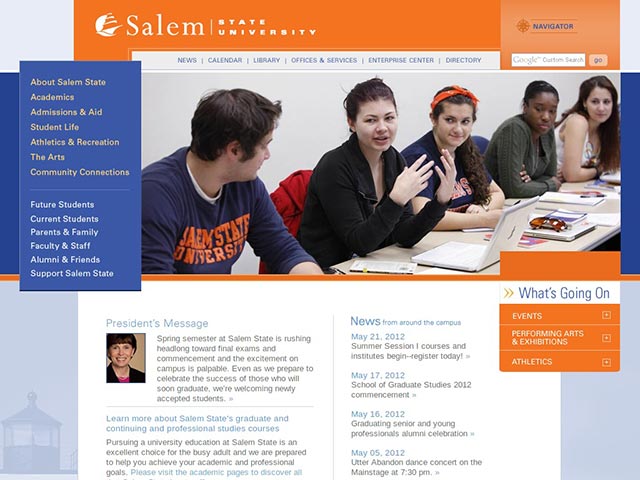 Salem STATE UNIVERSITY
NAVIGATOR
NEWS | CALENDAR | LIBRARY | OFFICES & SERVICES | ENTERPRISE CENTER | DIRECTORY
Google™ Custom Search
go
About Salem State
Academics
Admissions & Aid
Student Life
Athletics & Recreation
The Arts
Community Connections
Future Students
Current Students
Parents & Family
Faculty & Staff
Alumni & Friends
Support Salem State
STATE
What's Going On
EVENTS
PERFORMING ARTS
& EXHIBITIONS
ATHLETICS
President's Message
Spring semester at Salem State is rushing
headlong toward final exams and
commencement and the excitement on
campus is palpable. Even as we prepare to
celebrate the success of those who will
soon graduate, we're welcoming newly
accepted students. »
Learn more about Salem State's graduate and
continuing and professional studies courses
Pursuing a university education at Salem State is an
excellent choice for the busy adult and we are prepared
to help you achieve your academic and professional
goals. Please visit the academic pages to discover all
News from around the campus
May 21, 2012
Summer Session I courses and
institutes begin--register today! »
May 17, 2012
School of Graduate Studies 2012
commencement »
May 16, 2012
Graduating senior and young
professionals alumni celebration »
May 05, 2012
Utter Abandon dance concert on the
Mainstage at 7:30 pm. »